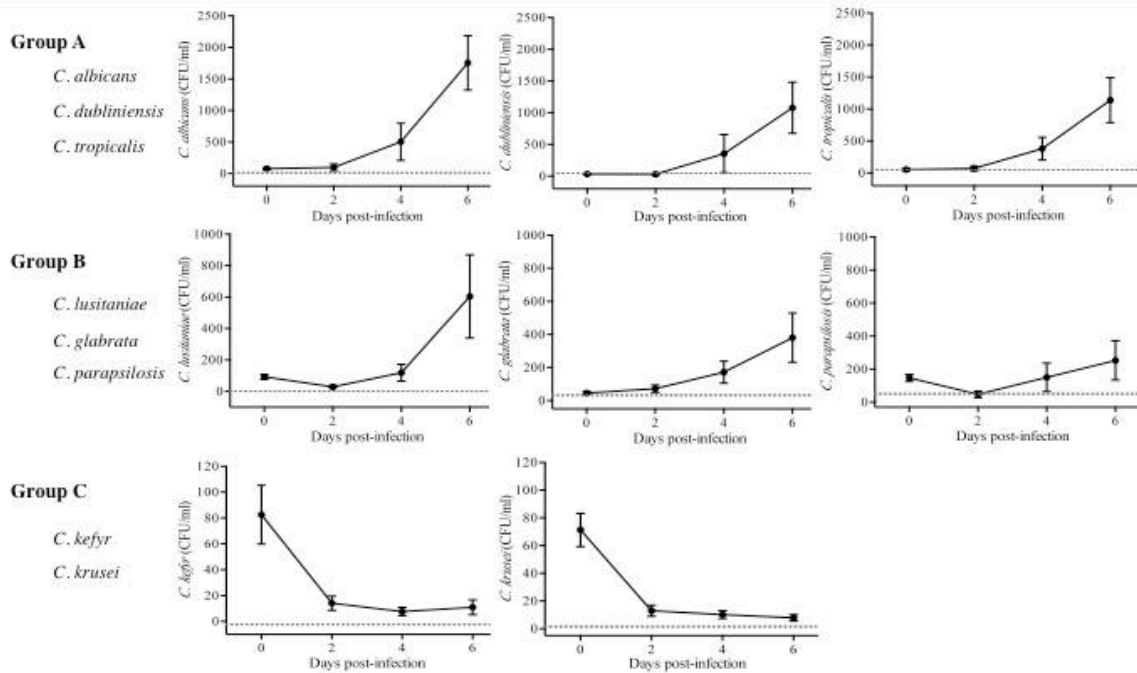 Group A
C. albicans
C. dubliniensis
C. tropicalis
C. albicans (CFU/ml)
2500
2000
1500
1000
500
0
0 2 4 6
Days post-infection
C. dubliniensis (CFU/ml)
2500
2000
1500
1000
500
0
0 2 4 6
Days post-infection
C. tropicalis (CFU/ml)
2500
2000
1500
1000
500
0
0 2 4 6
Days post-infection
Group B
C. lusitaniae
C. glabrata
C. parapsilosis
C. lusitaniae (CFU/ml)
1000
800
600
400
200
0
0 2 4 6
Days post-infection
C. glabrata (CFU/ml)
1000
800
600
400
200
0
0 2 4 6
Days post-infection
C. parapsilosis (CFU/ml)
1000
800
600
400
200
0
0 2 4 6
Days post-infection
Group C
C. kefyr
C. krusei
C. kefyr (CFU/ml)
120
100
80
60
40
20
0
0 2 4 6
Days post-infection
C. krusei (CFU/ml)
120
100
80
60
40
20
0
0 2 4 6
Days post-infection